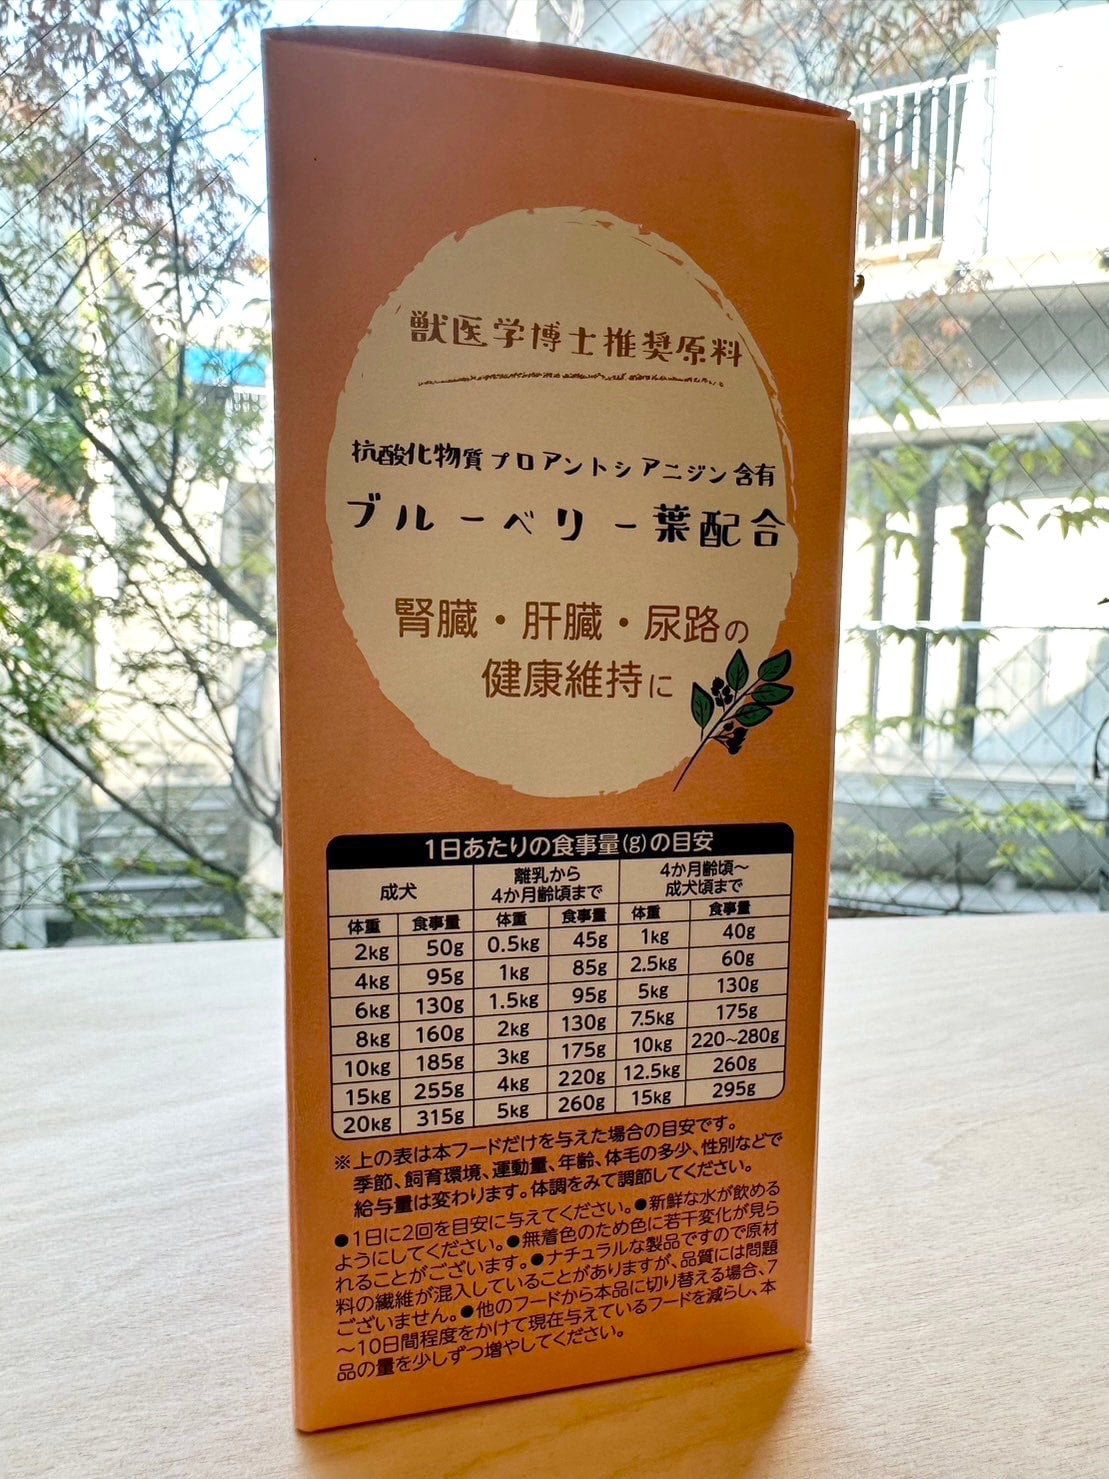 獣医学博士推奨原料
抗酸化物質プロアントシアニジン含有
ブルーベリー葉配合
腎臓・肝臓・尿路の
健康維持に
1日あたりの食事量(g)の目安
成犬 離乳から4か月齢頃まで 4か月齢頃〜成犬頃まで
体重 食事量 体重 食事量 体重 食事量
2kg 50g 0.5kg 45g 1kg 40g
4kg 95g 1kg 85g 2.5kg 60g
6kg 130g 1.5kg 95g 5kg 130g
8kg 160g 2kg 130g 7.5kg 175g
10kg 185g 3kg 175g 10kg 220~280g
15kg 255g 4kg 220g 12.5kg 260g
20kg 315g 5kg 260g 15kg 295g
※上の表は本フードだけを与えた場合の目安です。
季節、飼育環境、運動量、年齢、体毛の多少、性別などで
給与量は変わります。体調をみて調節してください。
●1日に2回を目安に与えてください。●新鮮な水が飲める
ようにしてください。●無着色のため色に若干変化が見ら
れることがございます。●ナチュラルな製品ですので原材
料の繊維が混入していることがありますが、品質には問題
ございません。●他のフードから本品に切り替える場合、7
〜10日間程度をかけて現在与えているフードを減らし、本
品の量を少しずつ増やしてください。